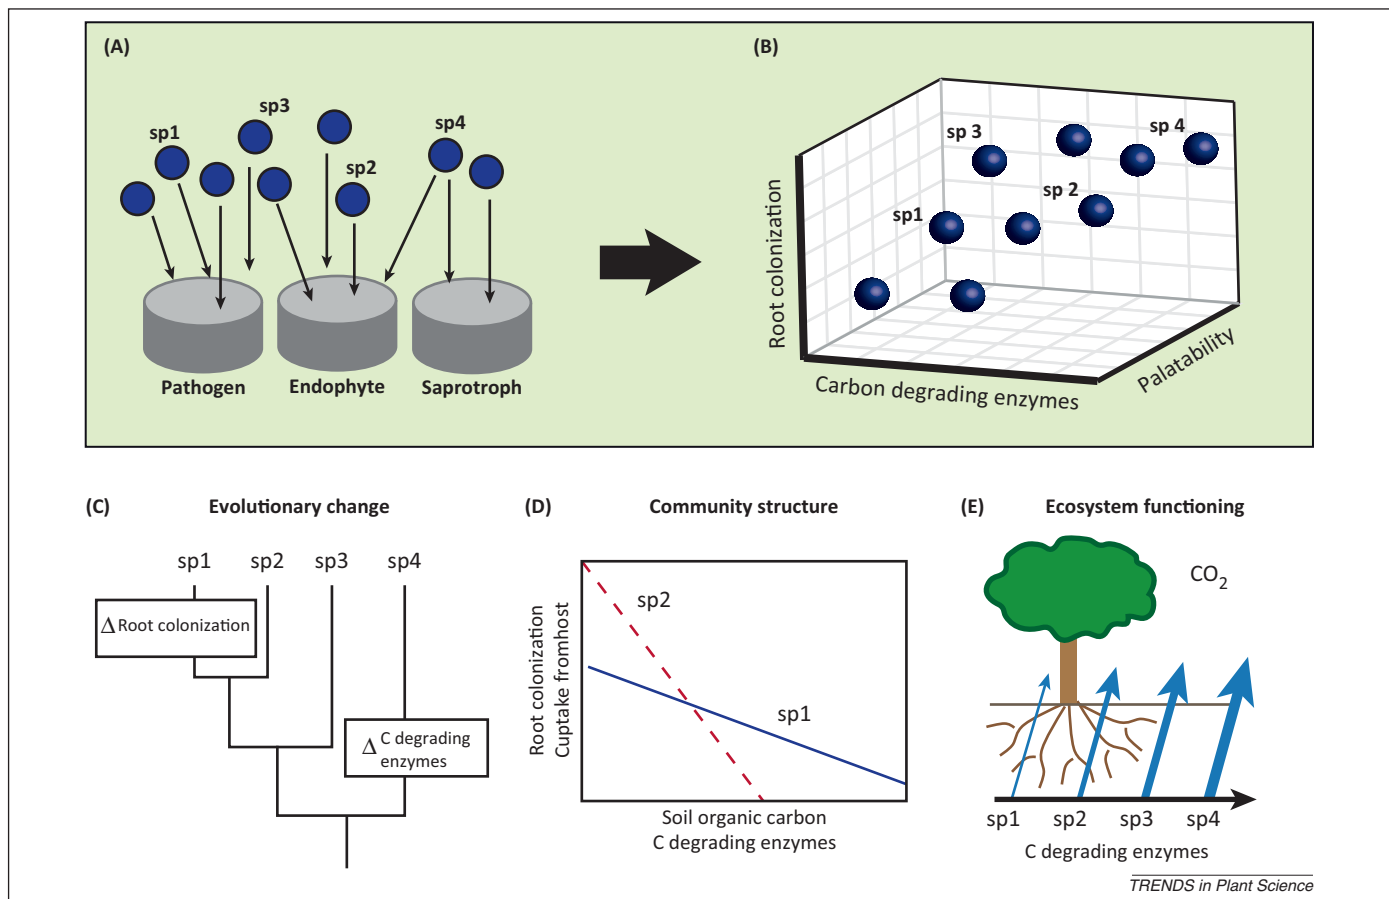 (A)
sp1
sp3
sp2
sp4
Pathogen
Endophyte
Saprotroph
(B)
sp 3
sp 4
sp 2
sp1
Root colonization
Carbon degrading enzymes
Palatability
(C)
Evolutionary change
sp1
sp2
sp3
sp4
Δ Root colonization
Δ C degrading
enzymes
(D)
Community structure
Root colonization
Cuptake fromhost
sp2
sp1
Soil organic carbon
C degrading enzymes
(E)
Ecosystem functioning
CO₂
sp1
sp2
sp3
sp4
C degrading enzymes
TRENDS in Plant Science